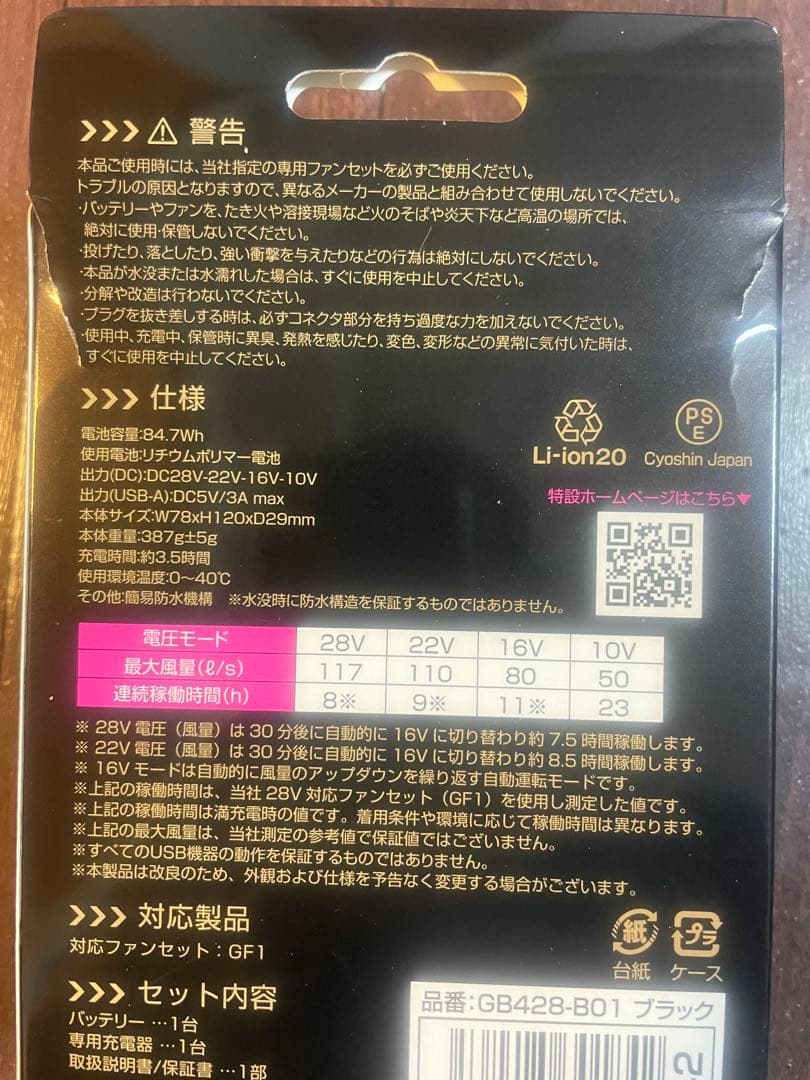 >>> ⚠ 警告
本品ご使用時には、当社指定の専用ファンセットを必ずご使用ください。
トラブルの原因となりますので、異なるメーカーの製品と組み合わせて使用しないでください。
・バッテリーやファンを、たき火や溶接現場など火のそばや炎天下など高温の場所では、
絶対に使用・保管しないでください。
・投げたり、落としたり、強い衝撃を与えたりなどの行為は絶対にしないでください。
・本品が水没または水濡れした場合は、すぐに使用を中止してください。
・分解や改造は行わないでください。
・プラグを抜き差しする時は、必ずコネクタ部分を持ち過度な力を加えないでください。
・使用中、充電中、保管時に異臭、発熱を感じたり、変色、変形などの異常に気付いた時は、
すぐに使用を中止してください。
>>> 仕様
電池容量:84.7Wh
使用電池:リチウムポリマー電池
出力(DC):DC28V-22V-16V-10V
出力(USB-A):DC5V/3A max
本体サイズ:W78xH120xD29mm
本体重量:387g±5g
充電時間:約3.5時間
使用環境温度:0〜40℃
その他:簡易防水機構 ※水没時に防水構造を保証するものではありません。
Li-ion20
PSE
Cyoshin Japan
特設ホームページはこちら▼
電圧モード 28V 22V 16V 10V
最大風量(ℓ/s) 117 110 80 50
連続稼働時間(h) 8※ 9※ 11※ 23
※ 28V 電圧（風量）は 30 分後に自動的に 16V に切り替わり約 7.5 時間稼働します。
※ 22V 電圧（風量）は 30 分後に自動的に 16V に切り替わり約 8.5 時間稼働します。
※ 16V モードは自動的に風量のアップダウンを繰り返す自動運転モードです。
※上記の稼働時間は、当社 28V 対応ファンセット（GF1）を使用し測定した値です。
※上記の稼働時間は満充電時の値です。着用条件や環境に応じて稼働時間は異なります。
※上記の最大風量は、当社測定の参考値で保証値ではございません。
※すべてのUSB機器の動作を保証するものではありません。
※本製品は改良のため、外観および仕様を予告なく変更する場合がございます。
>>> 対応製品
対応ファンセット：GF1
紙
台紙
プラ
ケース
>>> セット内容
バッテリー …1台
専用充電器 …1台
取扱説明書/保証書 …1部
品番:GB428-B01 ブラック
2